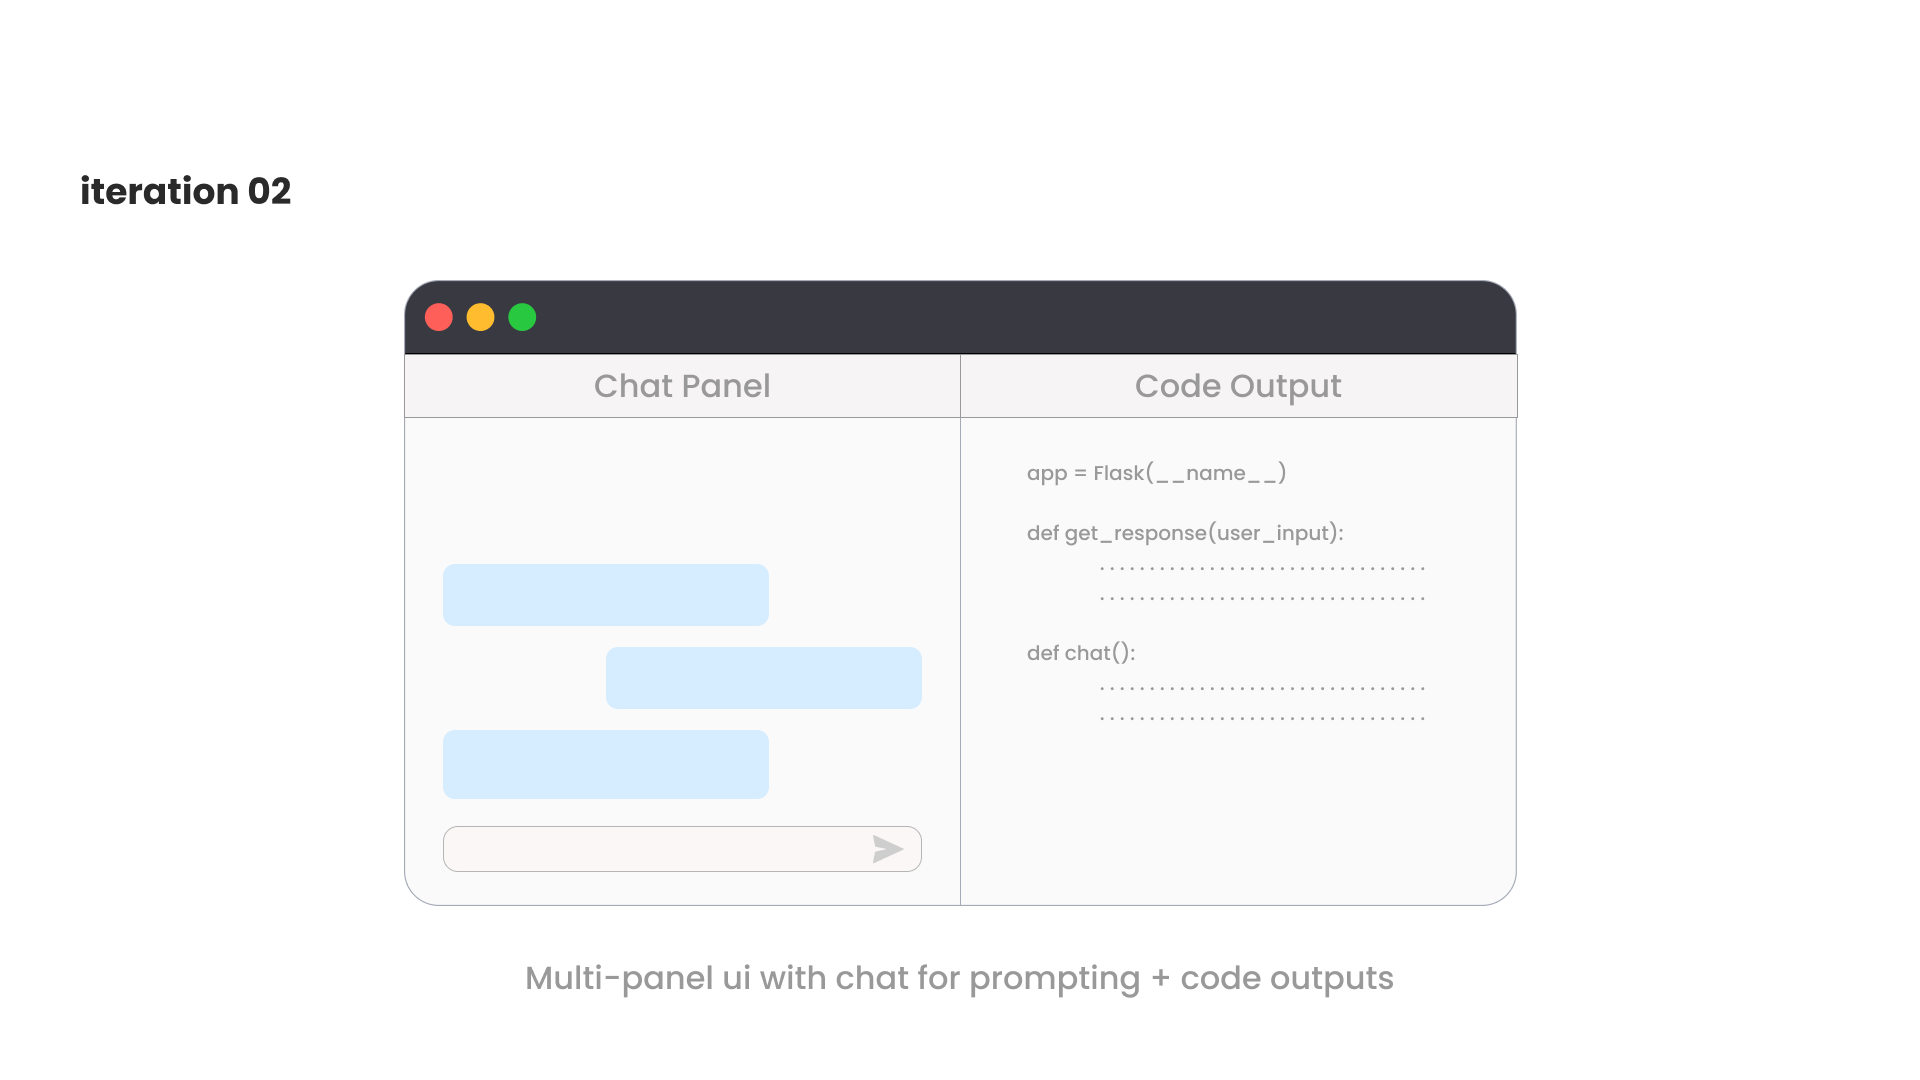 iteration 02
Chat Panel
Code Output
app = Flask(__name__)
def get_response(user_input):
.................................
.................................
def chat():
.................................
.................................
Multi-panel ui with chat for prompting + code outputs